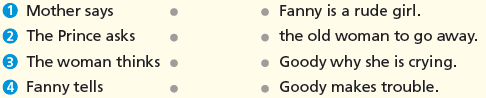 1 Mother says ● ● Fanny is a rude girl.
2 The Prince asks ● ● the old woman to go away.
3 The woman thinks ● ● Goody why she is crying.
4 Fanny tells ● ● Goody makes trouble.